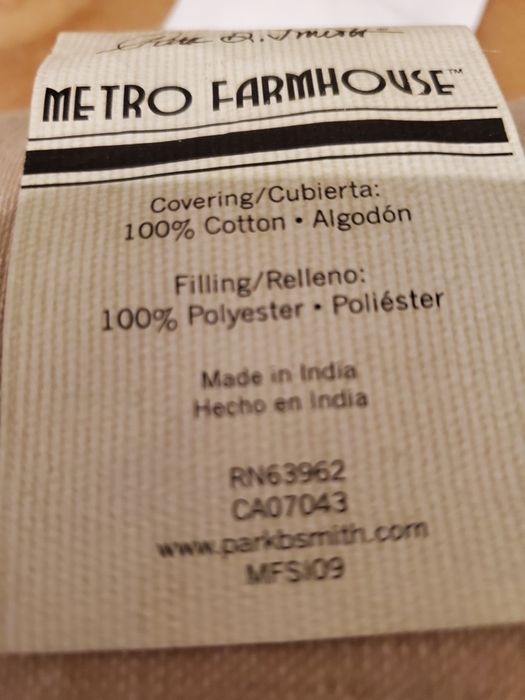 METRO FARMHOUSE™
Covering/Cubierta:
100% Cotton • Algodón
Filling/Relleno:
100% Polyester • Poliéster
Made in India
Hecho en India
RN63962
CA07043
www.parkbsmith.com
MFSI09